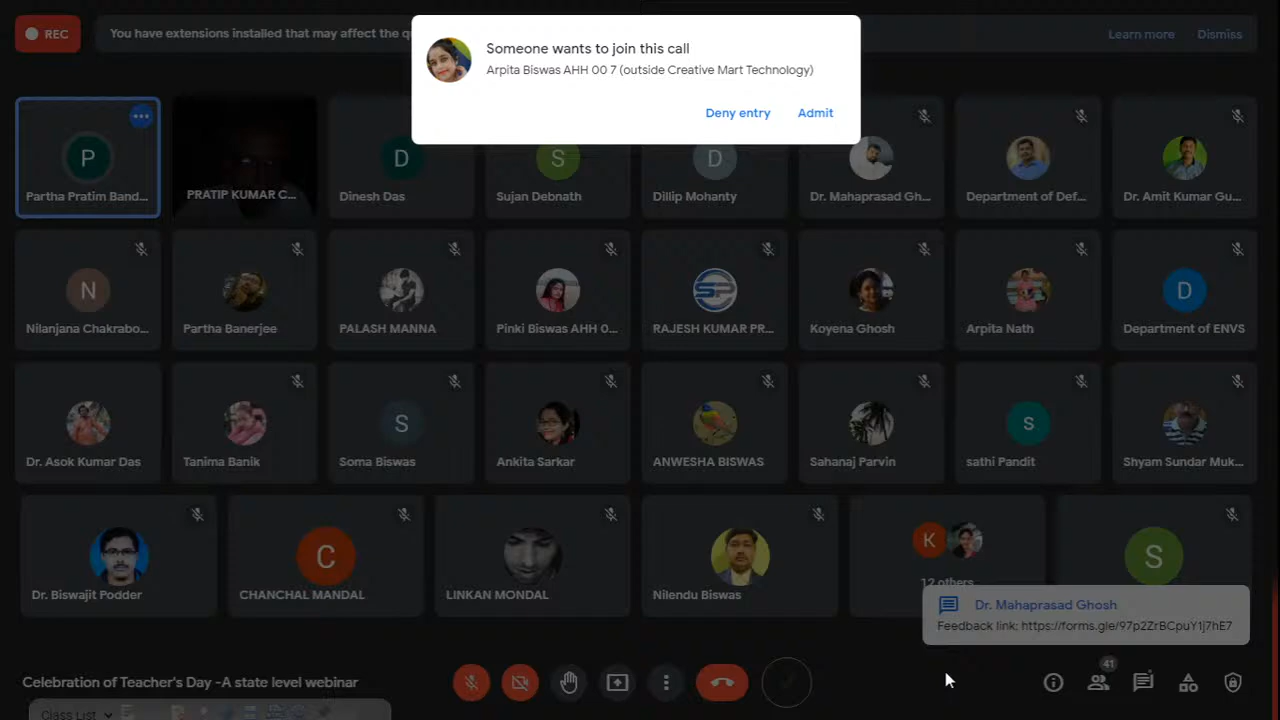 REC
You have extensions installed that may affect the q
Learn more
Dismiss
Someone wants to join this call
Arpita Biswas AHH 00 7 (outside Creative Mart Technology)
Deny entry
Admit
P
D
S
D
Partha Pratim Band...
PRATIP KUMAR C...
Dinesh Das
Sujan Debnath
Dillip Mohanty
Dr. Mahaprasad Gh...
Department of Def...
Dr. Amit Kumar Gu...
N
SP
D
Nilanjana Chakrabo...
Partha Banerjee
PALASH MANNA
Pinki Biswas AHH 0...
RAJESH KUMAR PR...
Koyena Ghosh
Arpita Nath
Department of ENVS
S
s
Dr. Asok Kumar Das
Tanima Banik
Soma Biswas
Ankita Sarkar
ANWESHA BISWAS
Sahanaj Parvin
sathi Pandit
Shyam Sundar Muk...
C
K
S
Dr. Biswajit Podder
CHANCHAL MANDAL
LINKAN MONDAL
Nilendu Biswas
12 others
Dr. Mahaprasad Ghosh
Feedback link: https://forms.gle/97p2ZrBCpuY1j7hE7
Celebration of Teacher's Day -A state level webinar
41
Class List